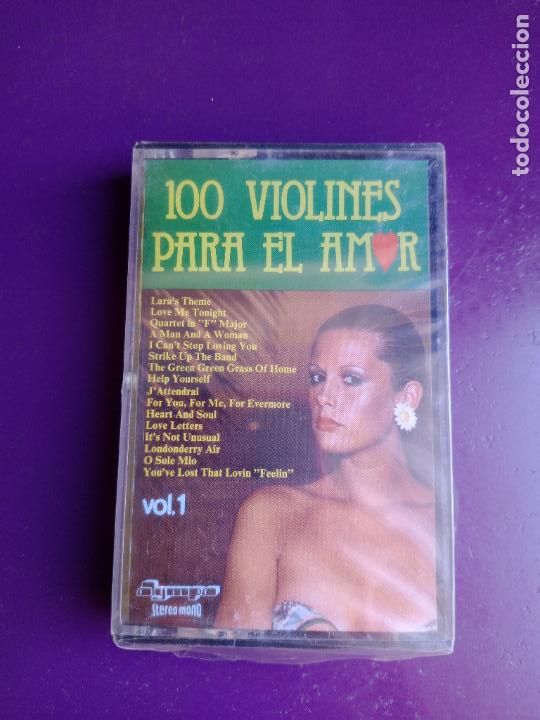 100 VIOLINES
PARA EL AMOR
Lara's Theme
Love Me Tonight
Quartet in "F" Major
A Man And A Woman
I Can't Stop Loving You
Strike Up The Band
The Green Green Grass Of Home
Help Yourself
J'Attendrai
For You, For Me, For Evermore
Heart And Soul
Love Letters
It's Not Unusual
Londonderry Air
O Sole Mio
You've Lost That Lovin "Feelin"
vol.1
Olympo
stereo mono
todocoleccion